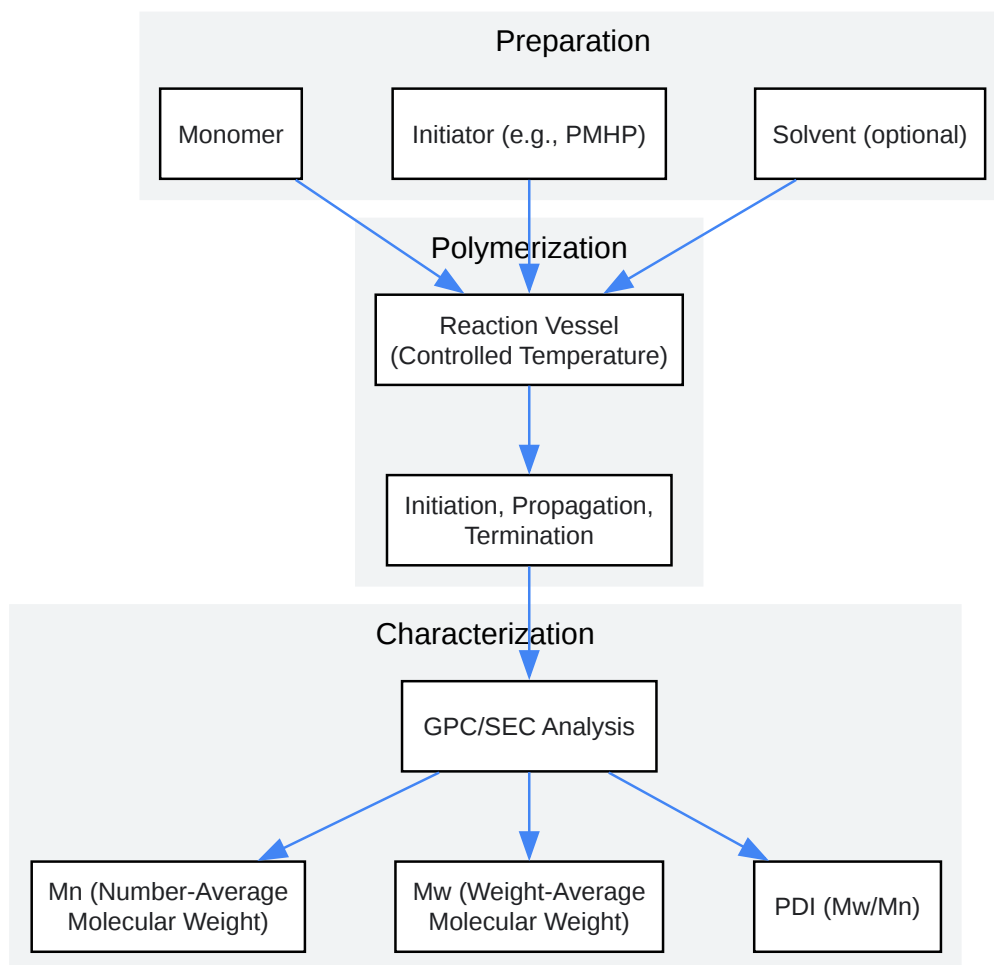 Preparation
Monomer
Initiator (e.g., PMHP)
Solvent (optional)
Polymerization
Reaction Vessel
(Controlled Temperature)
Initiation, Propagation,
Termination
Characterization
GPC/SEC Analysis
Mn (Number-Average
Molecular Weight)
Mw (Weight-Average
Molecular Weight)
PDI (Mw/Mn)